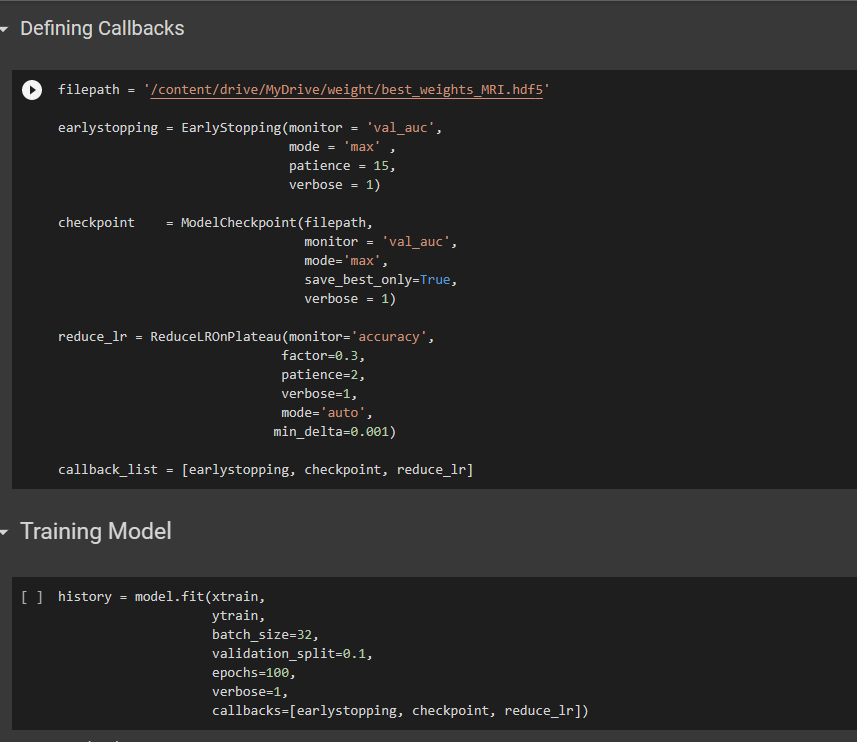 Defining Callbacks
filepath = '/content/drive/MyDrive/weight/best_weights_MRI.hdf5'
earlystopping = EarlyStopping(monitor = 'val_auc',
mode = 'max' ,
patience = 15,
verbose = 1)
checkpoint    = ModelCheckpoint(filepath,
monitor = 'val_auc',
mode='max',
save_best_only=True,
verbose = 1)
reduce_lr = ReduceLROnPlateau(monitor='accuracy',
factor=0.3,
patience=2,
verbose=1,
mode='auto',
min_delta=0.001)
callback_list = [earlystopping, checkpoint, reduce_lr]
Training Model
[ ] history = model.fit(xtrain,
ytrain,
batch_size=32,
validation_split=0.1,
epochs=100,
verbose=1,
callbacks=[earlystopping, checkpoint, reduce_lr])